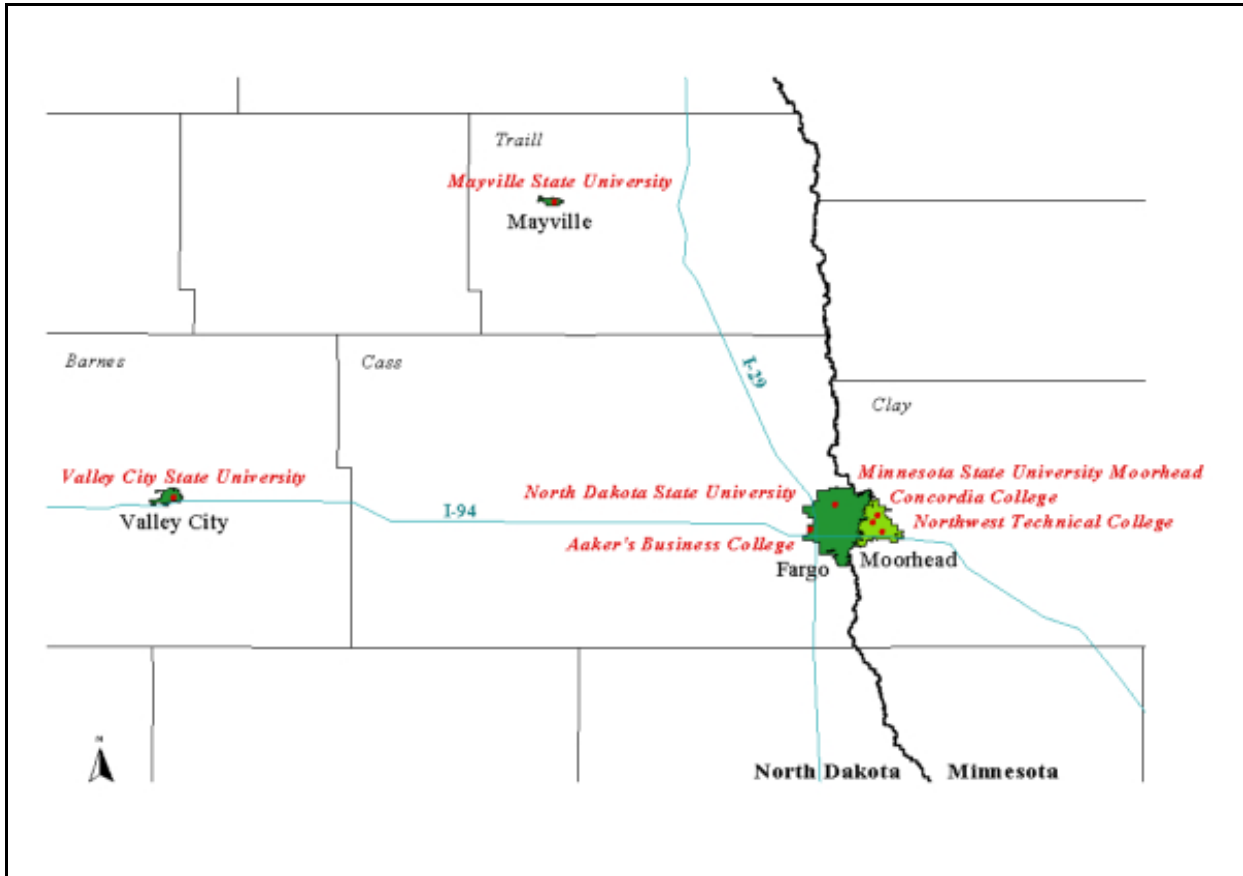 Traill
Mayville State University
Mayville
I-29
Barnes
Cass
Clay
Valley City State University
Valley City
I-94
North Dakota State University
Aaker's Business College
Fargo
Minnesota State University Moorhead
Concordia College
Northwest Technical College
Moorhead
N
North Dakota
Minnesota